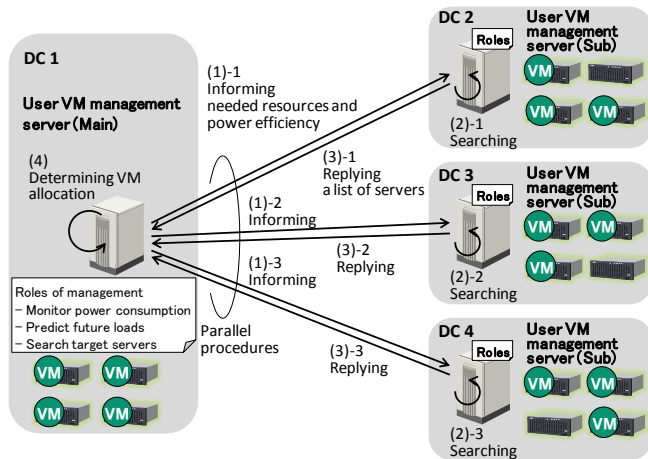 DC 1
User VM management
server (Main)
(4)
Determining VM
allocation
Roles of management
– Monitor power consumption
– Predict future loads
– Search target servers
VM
VM
VM
VM
(1)-1
Informing
needed resources and
power efficiency
(3)-1
Replying
a list of servers
(1)-2
Informing
(3)-2
Replying
(1)-3
Informing
Parallel
procedures
(3)-3
Replying
DC 2
Roles
User VM
management
server (Sub)
VM
VM
VM
(2)-1
Searching
DC 3
Roles
User VM
management
server (Sub)
VM
VM
VM
(2)-2
Searching
DC 4
Roles
User VM
management
server (Sub)
VM
VM
VM
(2)-3
Searching